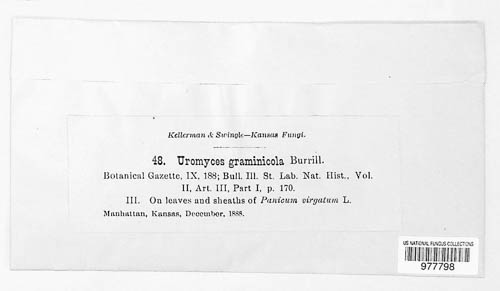 Kellerman & Swingle—Kansas Fungi.
48. Uromyces graminicola Burrill.
Botanical Gazette, IX, 188; Bull. Ill. St. Lab. Nat. Hist., Vol.
II, Art. III, Part I, p. 170.
III. On leaves and sheaths of Panicum virgatum L.
Manhattan, Kansas, December, 1888.
US NATIONAL FUNGUS COLLECTIONS
977798